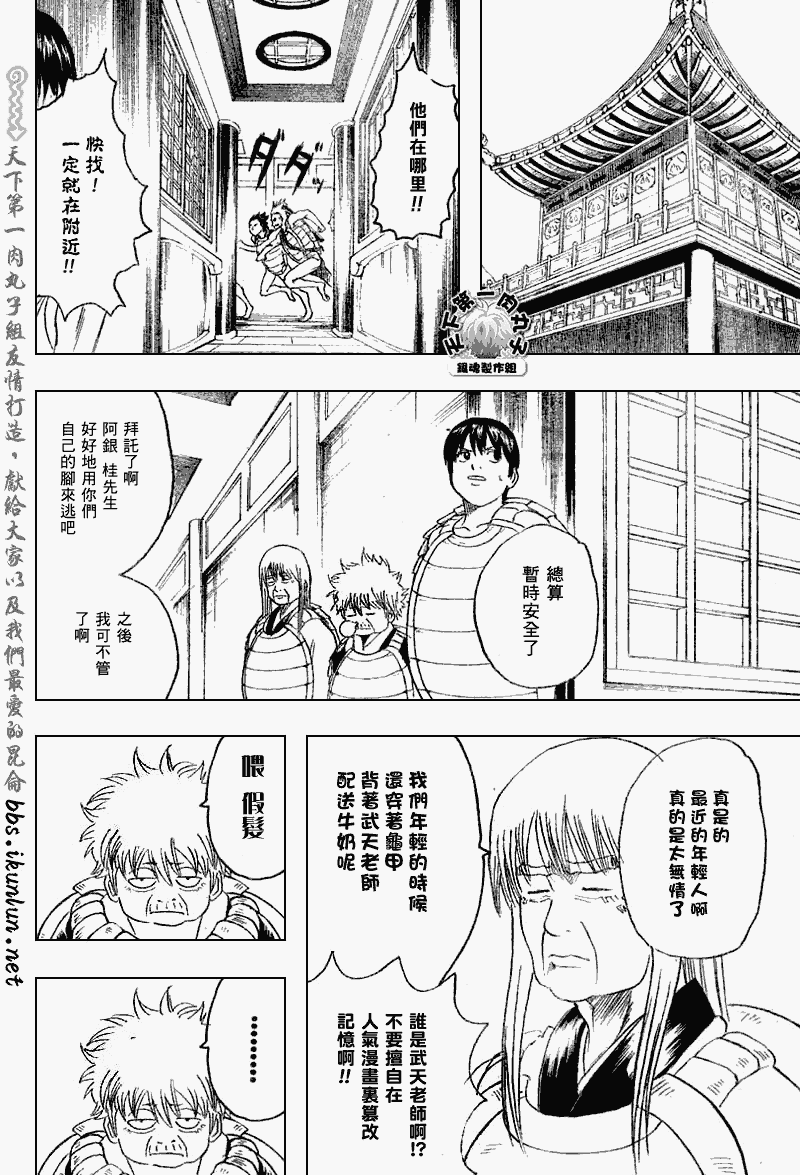 他們在哪里!!
ダダッ
快找！
一定就在附近!!
天下第一肉丸子
銀魂製作組
總算
暫時安全了
拜託了啊
阿銀 桂先生
好好地用你們
自己的腳來逃吧
之後
我可不管
了啊
真是的
最近的年輕人啊
真的是太無情了
我們年輕的時候
還穿著龜甲
背著武天老師
配送牛奶呢
誰是武天老師啊!?
不要擅自在
人氣漫畫裏篡改
記憶啊!!
喂 假髮
………
天下第一肉丸子組友情打造，獻給大家以及我們最愛的昆侖 bbs.ikunlun.net